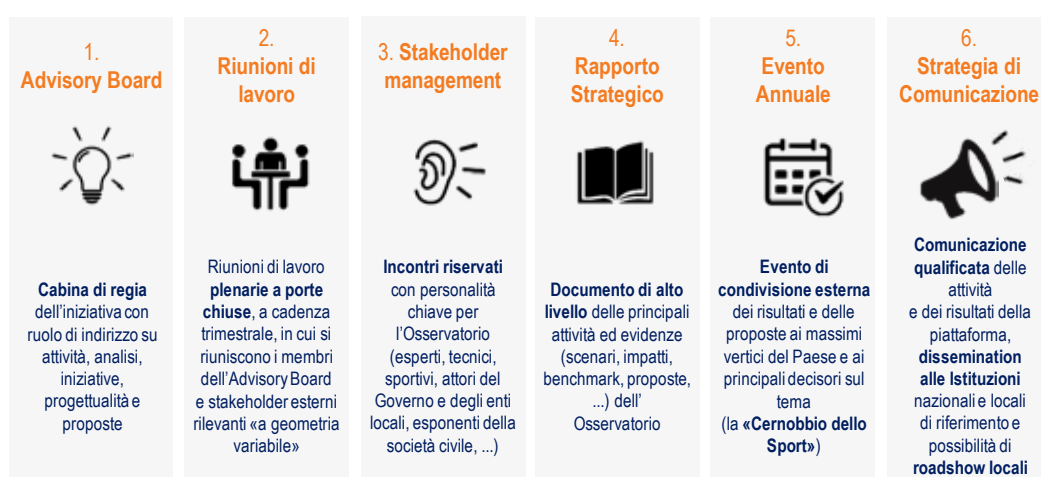 1.
Advisory Board
Cabina di regia
dell'iniziativa con
ruolo di indirizzo su
attività, analisi,
iniziative,
progettualità e
proposte
2.
Riunioni di
lavoro
Riunioni di lavoro
plenarie a porte
chiuse, a cadenza
trimestrale, in cui si
riuniscono i membri
dell'Advisory Board
e stakeholder esterni
rilevanti «a geometria
variabile»
3. Stakeholder
management
Incontri riservati
con personalità
chiave per
l'Osservatorio
(esperti, tecnici,
sportivi, attori del
Governo e degli enti
locali, esponenti della
società civile, ...)
4.
Rapporto
Strategico
Documento di alto
livello delle principali
attività ed evidenze
(scenari, impatti,
benchmark, proposte,
...) dell'
Osservatorio
5.
Evento
Annuale
Evento di
condivisione esterna
dei risultati e delle
proposte ai massimi
vertici del Paese e ai
principali decisori sul
tema
(la «Cernobbio dello
Sport»)
6.
Strategia di
Comunicazione
Comunicazione
qualificata delle
attività
e dei risultati della
piattaforma,
dissemination
alle Istituzioni
nazionali e locali
di riferimento e
possibilità di
roadshow locali